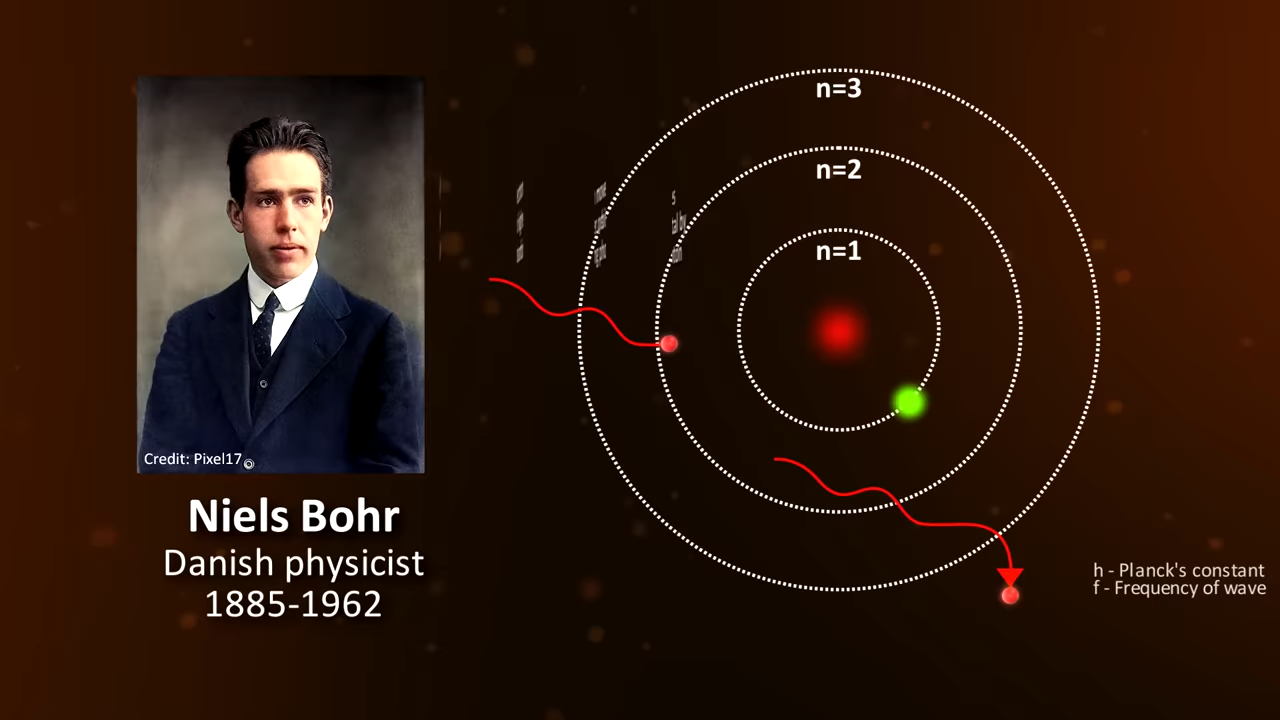 n=3
n=2
n=1
Credit: Pixel17
Niels Bohr
Danish physicist
1885-1962
h - Planck's constant
f - Frequency of wave